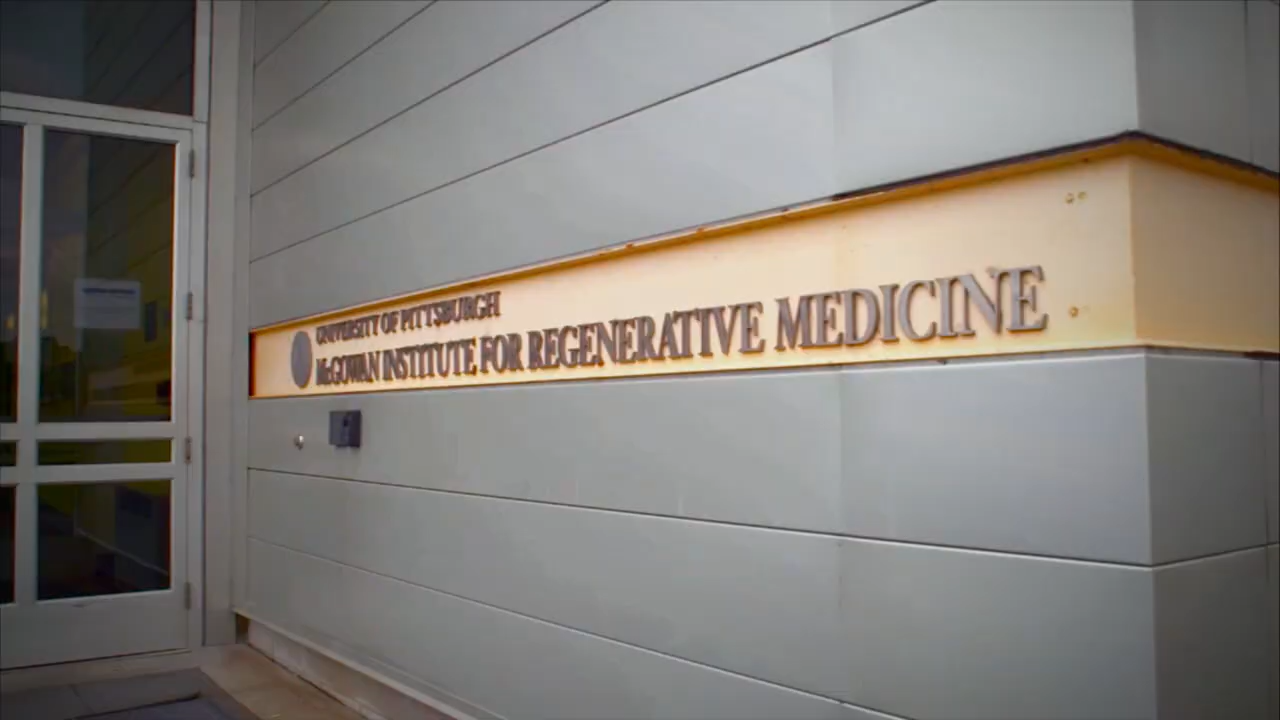 UNIVERSITY OF PITTSBURGH
McGOWAN INSTITUTE FOR REGENERATIVE MEDICINE